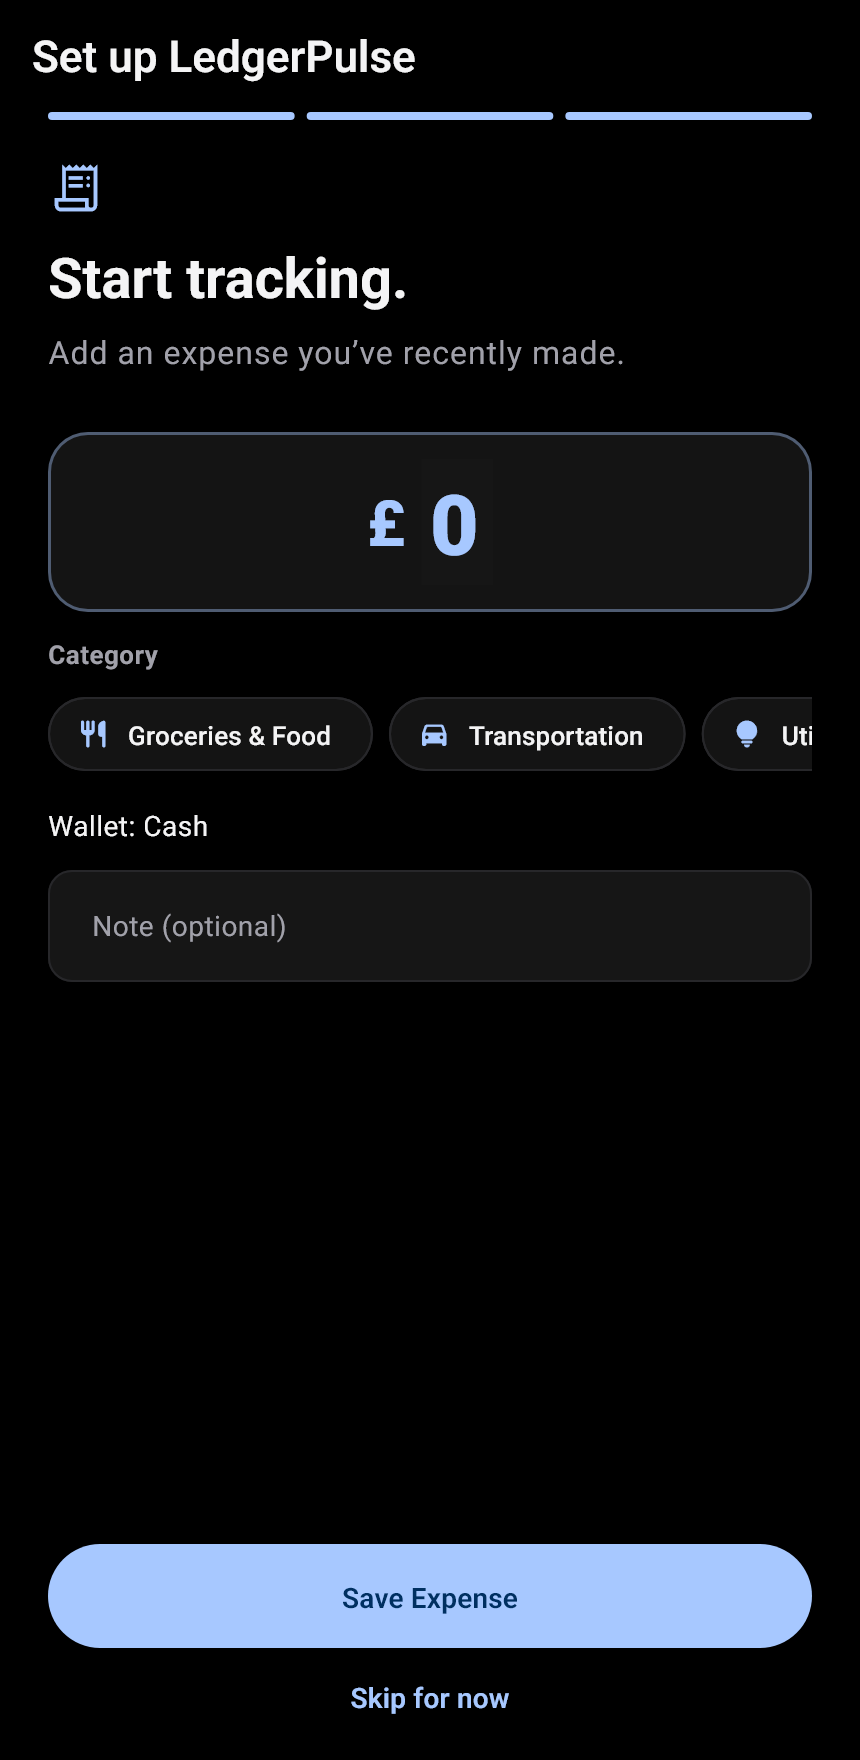 Set up LedgerPulse
Start tracking.
Add an expense you’ve recently made.
£ 0
Category
Groceries & Food
Transportation
Uti
Wallet: Cash
Note (optional)
Save Expense
Skip for now